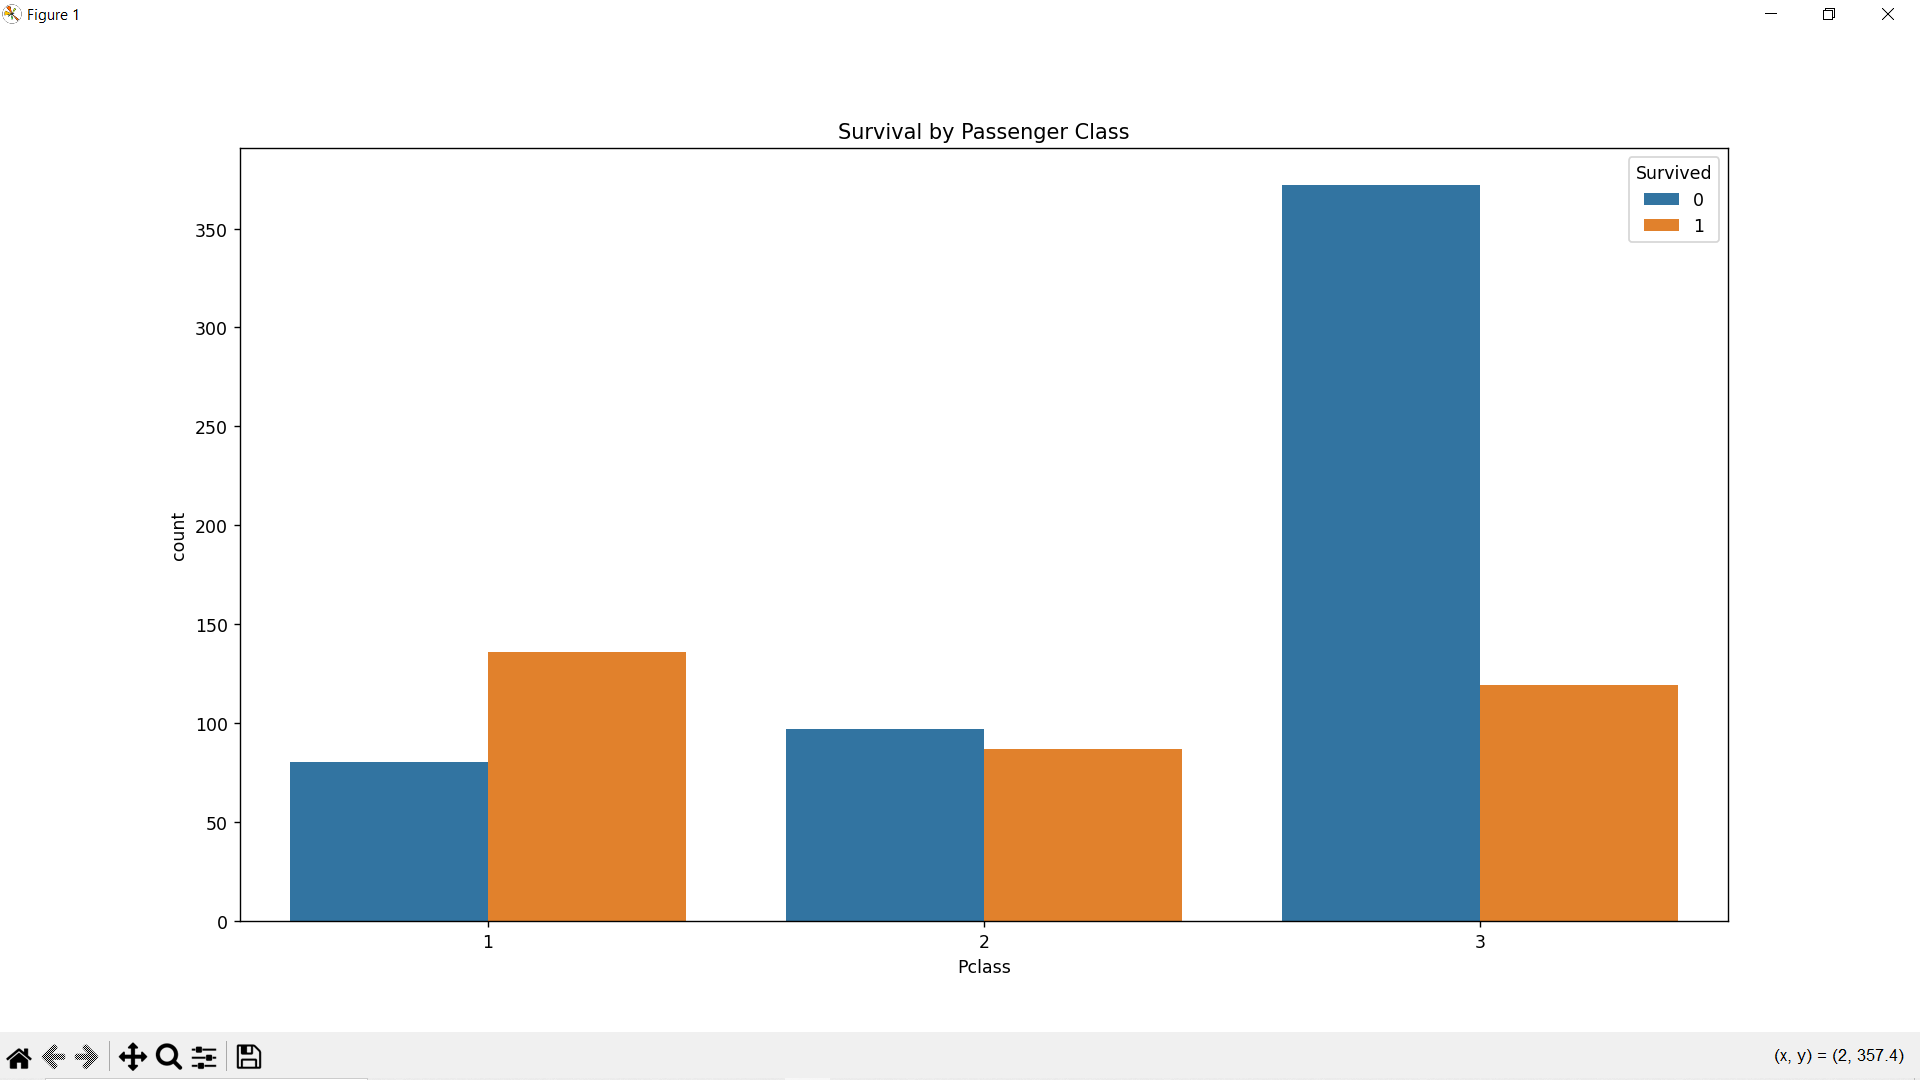 Figure 1
Survival by Passenger Class
Survived
0
1
350
300
250
200
150
100
50
0
count
1 2 3
Pclass
(x, y) = (2, 357.4)